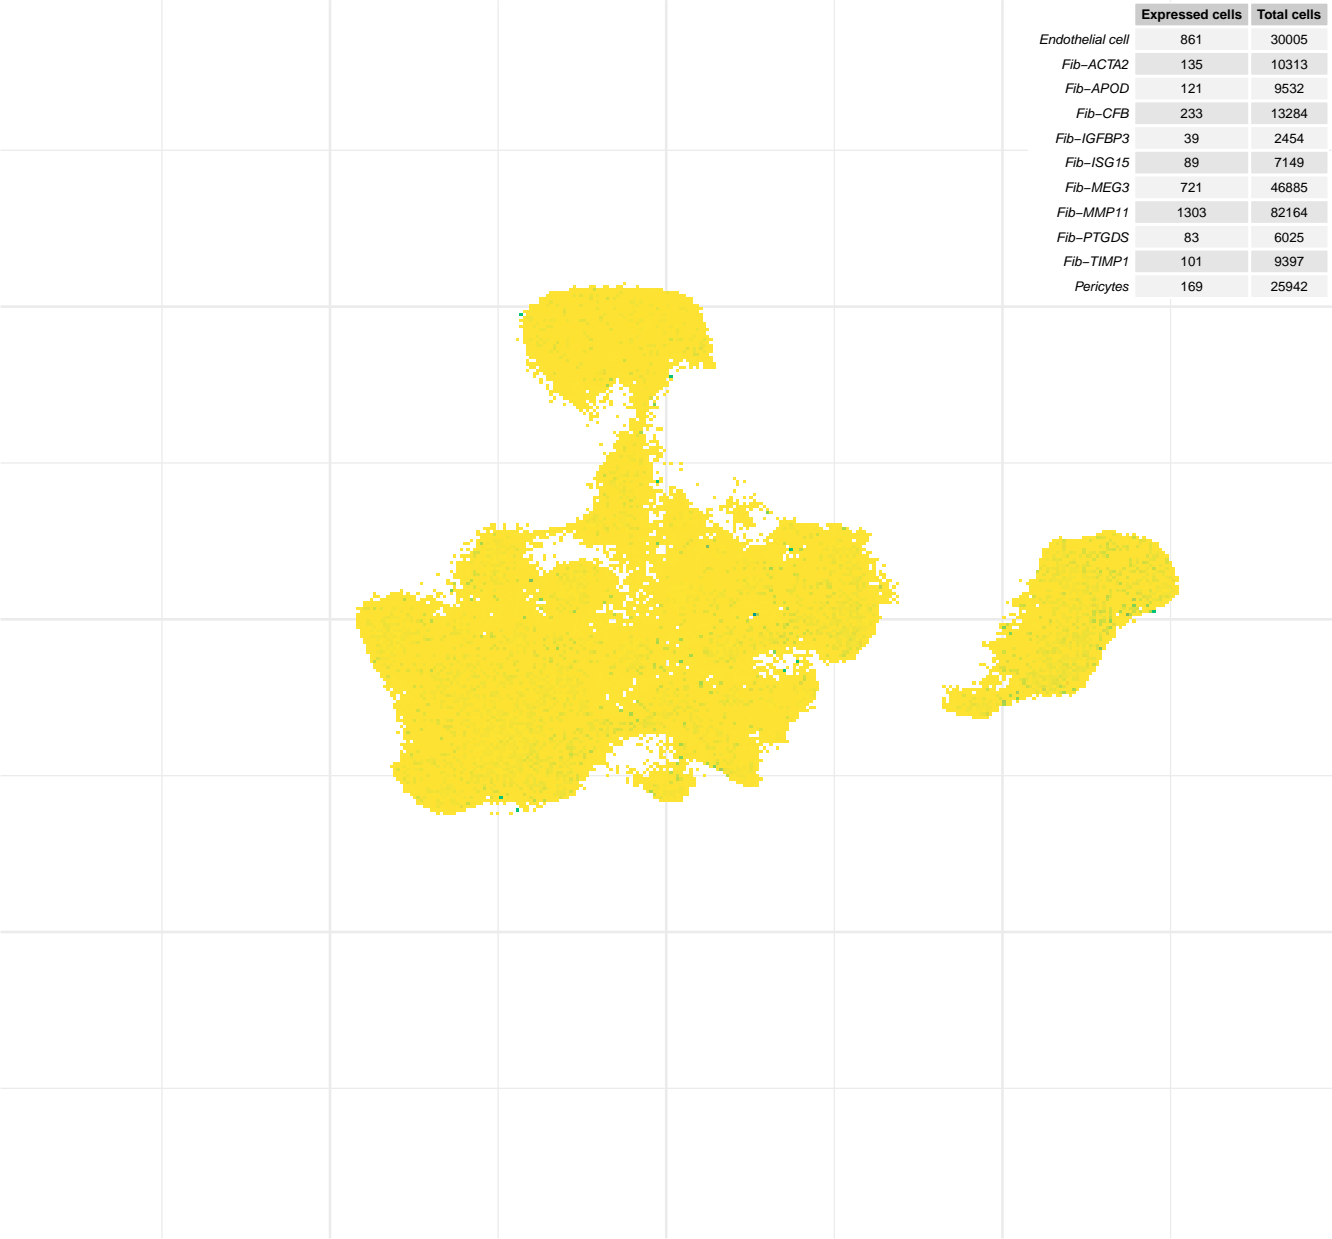 Expressed cells Total cells
Endothelial cell 861 30005
Fib−ACTA2 135 10313
Fib−APOD 121 9532
Fib−CFB 233 13284
Fib−IGFBP3 39 2454
Fib−ISG15 89 7149
Fib−MEG3 721 46885
Fib−MMP11 1303 82164
Fib−PTGDS 83 6025
Fib−TIMP1 101 9397
Pericytes 169 25942